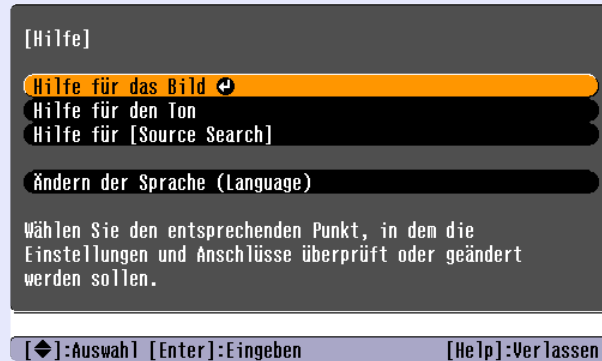 [Hilfe]
Hilfe für das Bild
Hilfe für den Ton
Hilfe für [Source Search]
Ändern der Sprache (Language)
Wählen Sie den entsprechenden Punkt, in dem die
Einstellungen und Anschlüsse überprüft oder geändert
werden sollen.
[◆]:Auswahl [Enter]:Eingeben [Help]:Verlassen